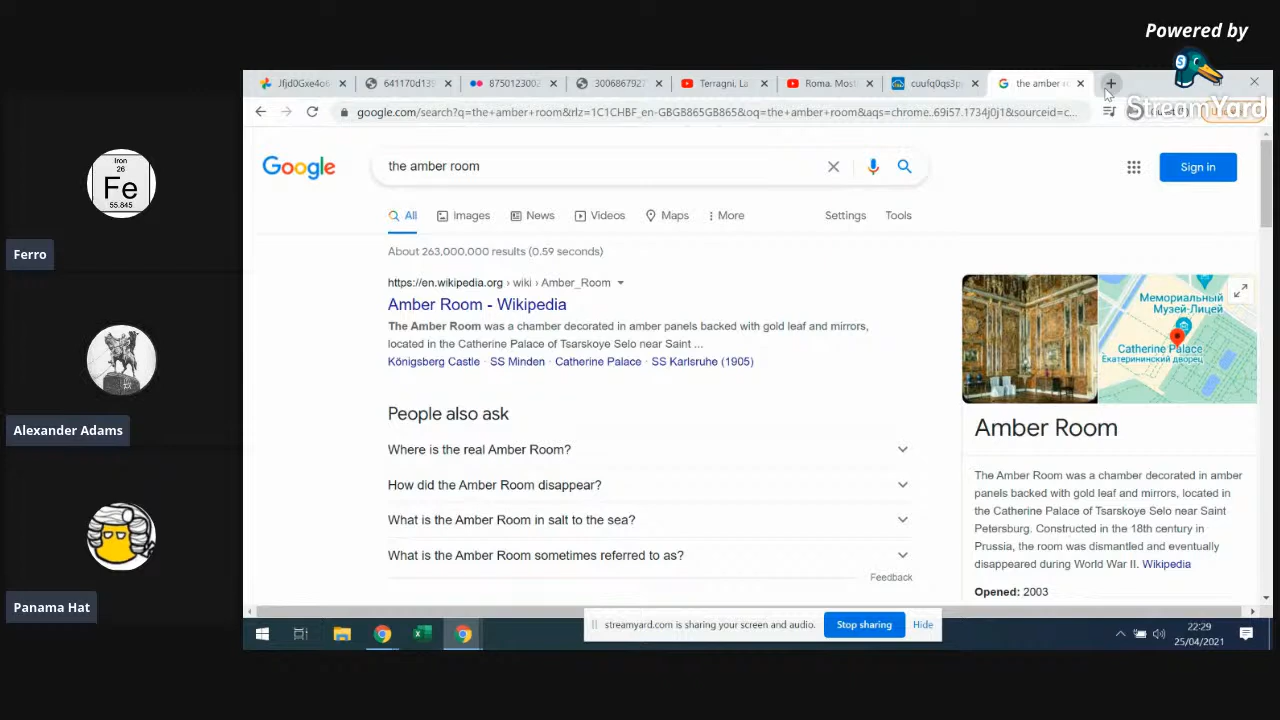 Powered by
StreamYard
Jfjd0Gxe4o6
641170d13
8750123002
300686792
Terragni, La
Roma. Most
cuufq0qs3p
the amber r
google.com/search?q=the+amber+room&rlz=1C1CHBF_en-GBGB865GB865&oq=the+amber+room&aqs=chrome..69i57.1734j0j1&sourceid=c...
Google
the amber room
Sign in
All
Images
News
Videos
Maps
More
Settings
Tools
About 263,000,000 results (0.59 seconds)
https://en.wikipedia.org › wiki › Amber_Room
Amber Room - Wikipedia
The Amber Room was a chamber decorated in amber panels backed with gold leaf and mirrors,
located in the Catherine Palace of Tsarskoye Selo near Saint ...
Königsberg Castle · SS Minden · Catherine Palace · SS Karlsruhe (1905)
People also ask
Where is the real Amber Room?
How did the Amber Room disappear?
What is the Amber Room in salt to the sea?
What is the Amber Room sometimes referred to as?
Feedback
Мемориальный
Музей-Лицей
Catherine Palace
Екатерининский
дворец
Amber Room
The Amber Room was a chamber decorated in amber
panels backed with gold leaf and mirrors, located in
the Catherine Palace of Tsarskoye Selo near Saint
Petersburg. Constructed in the 18th century in
Prussia, the room was dismantled and eventually
disappeared during World War II. Wikipedia
Opened: 2003
Iron
26
Fe
55.845
Ferro
Alexander Adams
Panama Hat
streamyard.com is sharing your screen and audio.
Stop sharing
Hide
22:29
25/04/2021